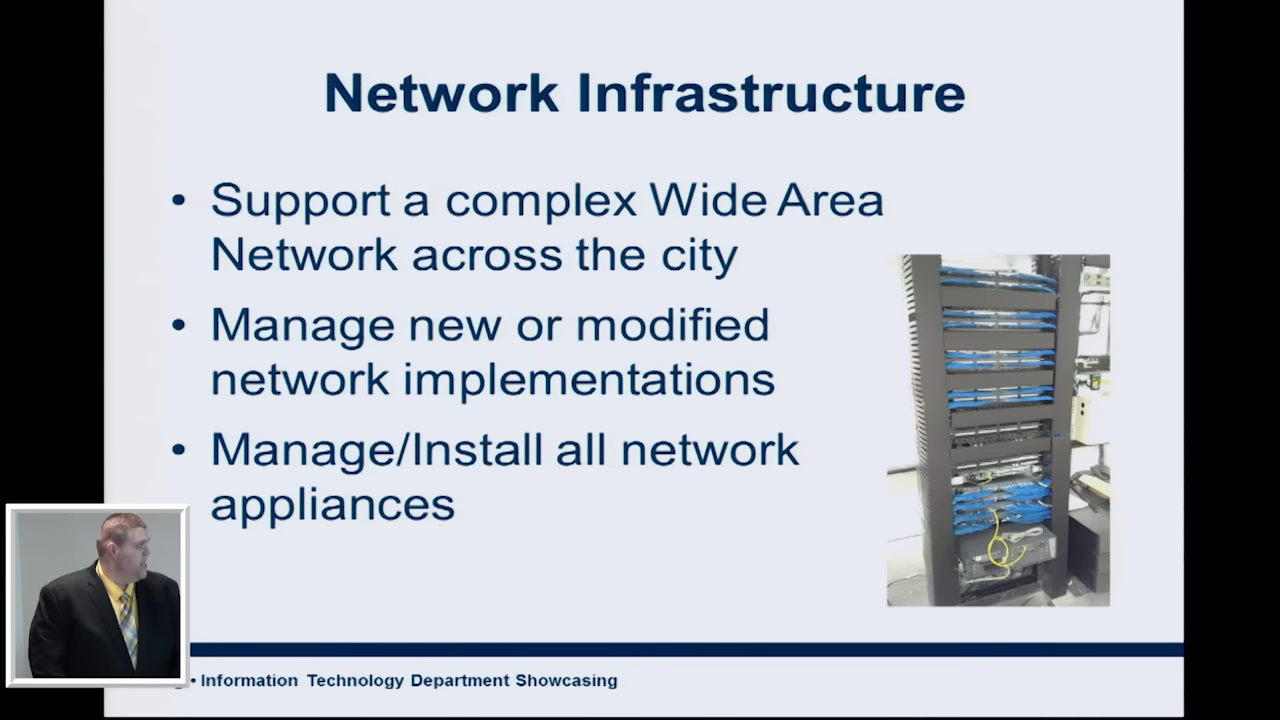 Network Infrastructure
• Support a complex Wide Area
Network across the city
• Manage new or modified
network implementations
• Manage/Install all network
appliances
• Information Technology Department Showcasing